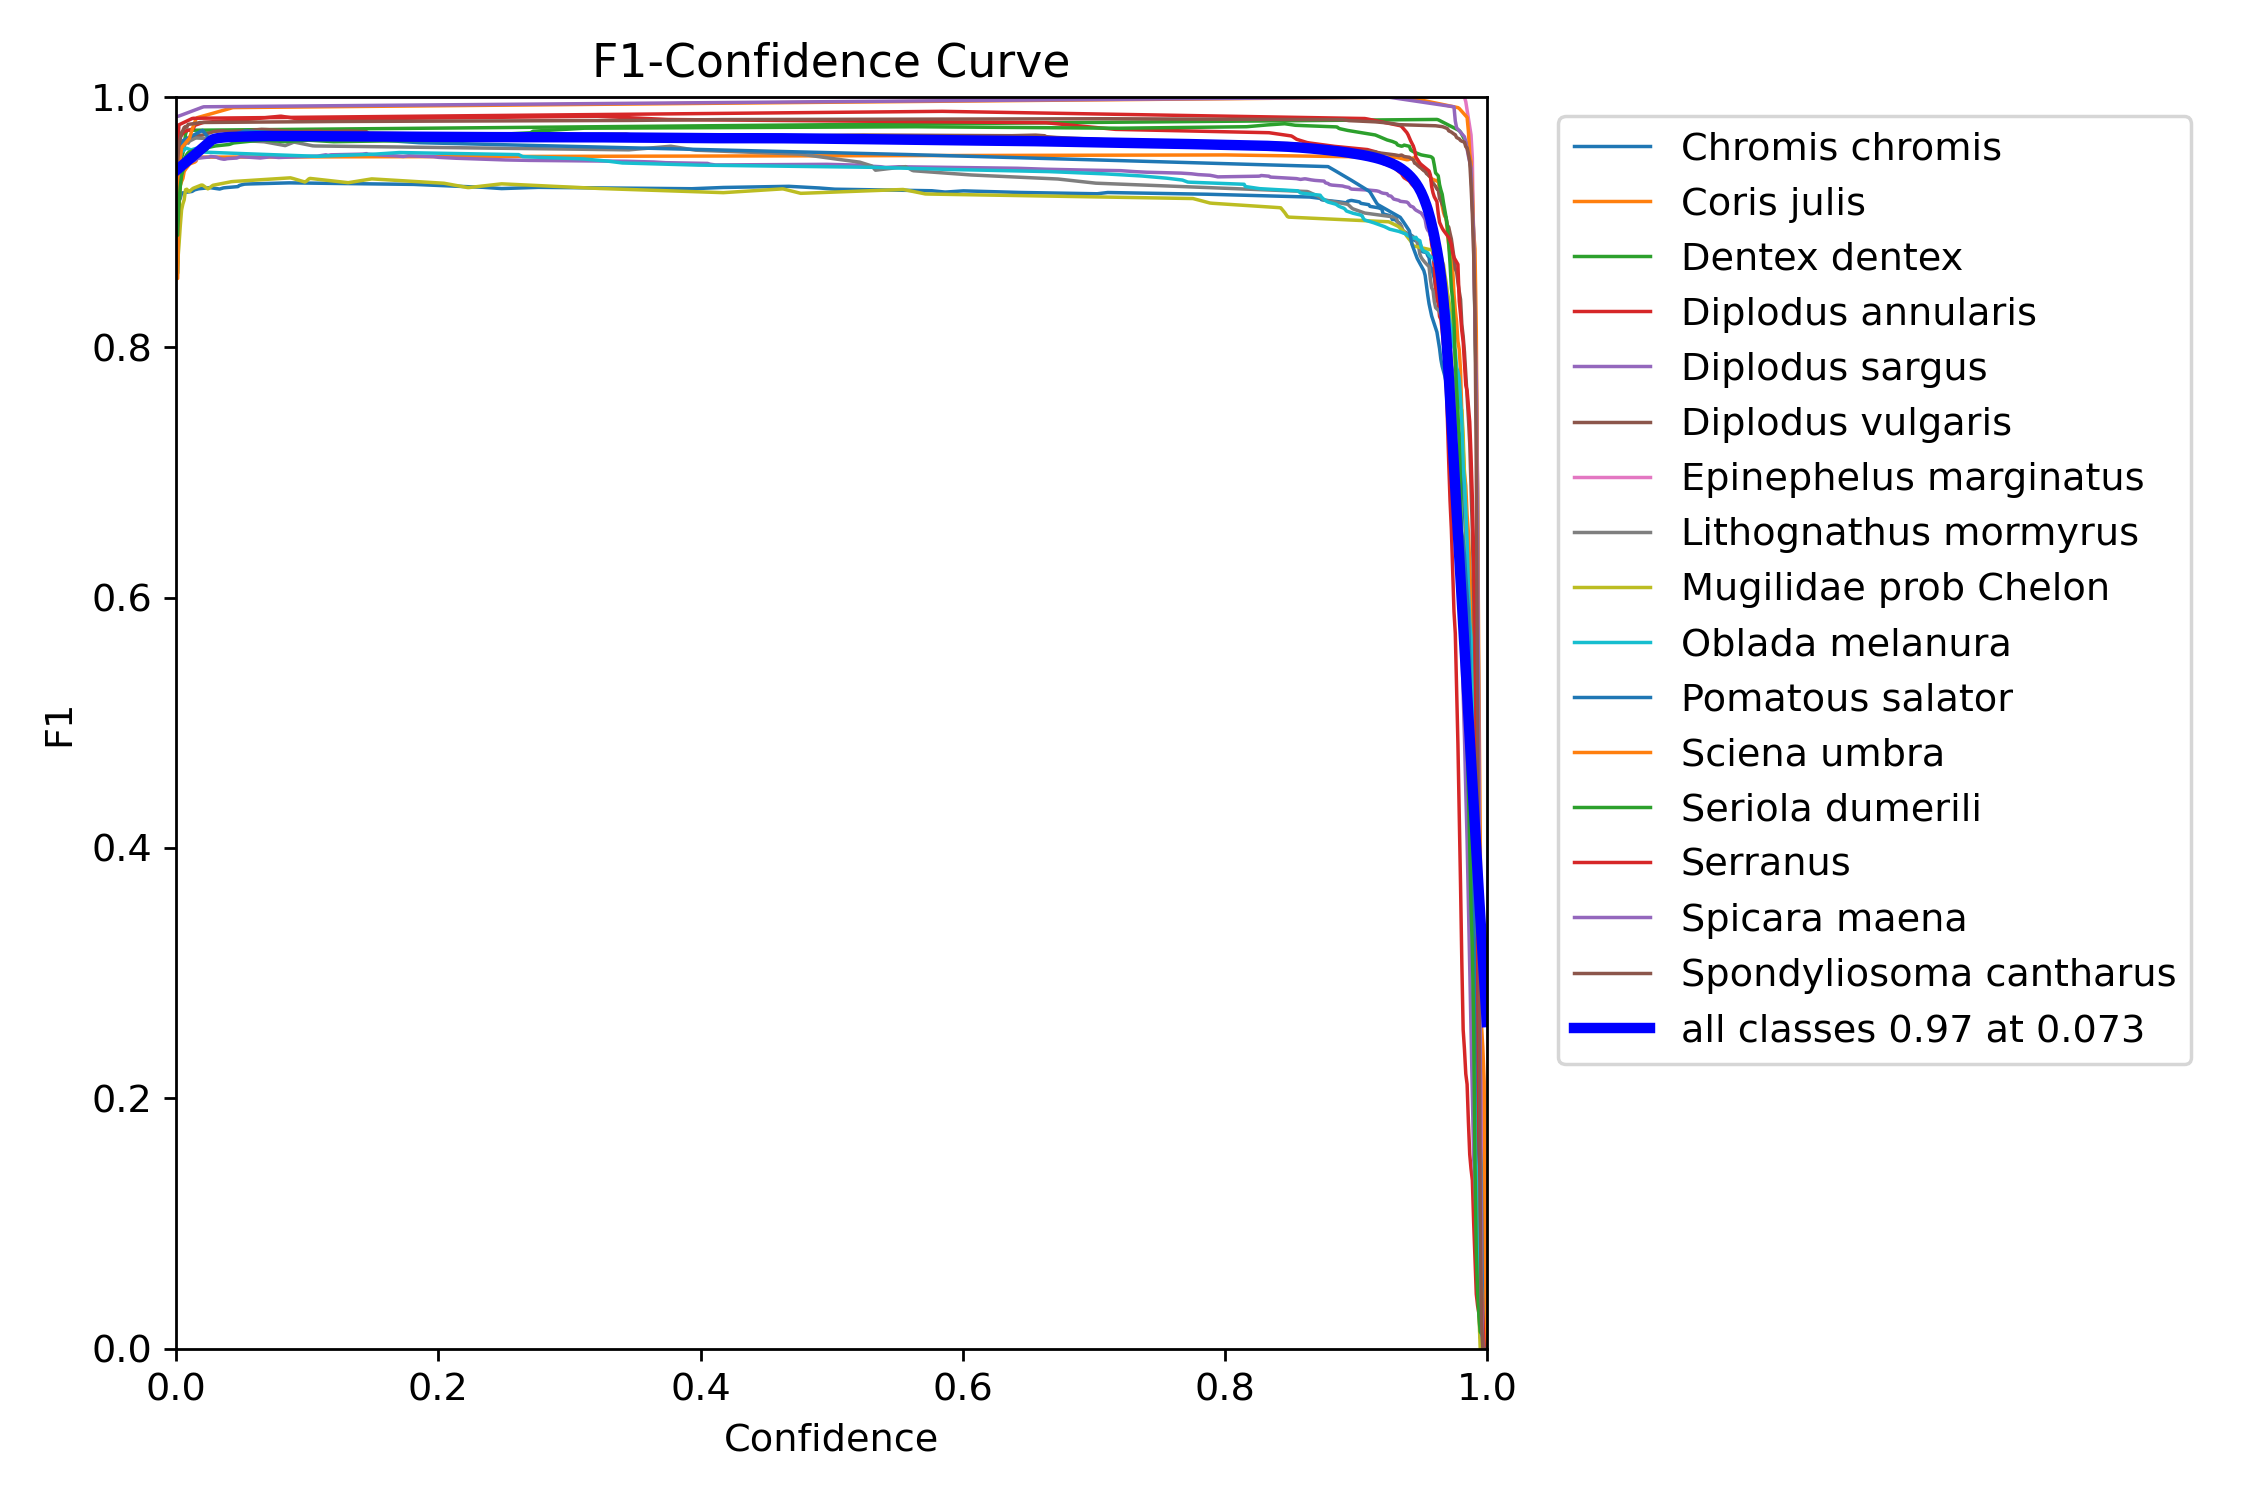 F1-Confidence Curve
1.0
0.8
0.6
0.4
0.2
0.0
F1
0.0 0.2 0.4 0.6 0.8 1.0
Confidence
Chromis chromis
Coris julis
Dentex dentex
Diplodus annularis
Diplodus sargus
Diplodus vulgaris
Epinephelus marginatus
Lithognathus mormyrus
Mugilidae prob Chelon
Oblada melanura
Pomatous salator
Sciena umbra
Seriola dumerili
Serranus
Spicara maena
Spondyliosoma cantharus
all classes 0.97 at 0.073